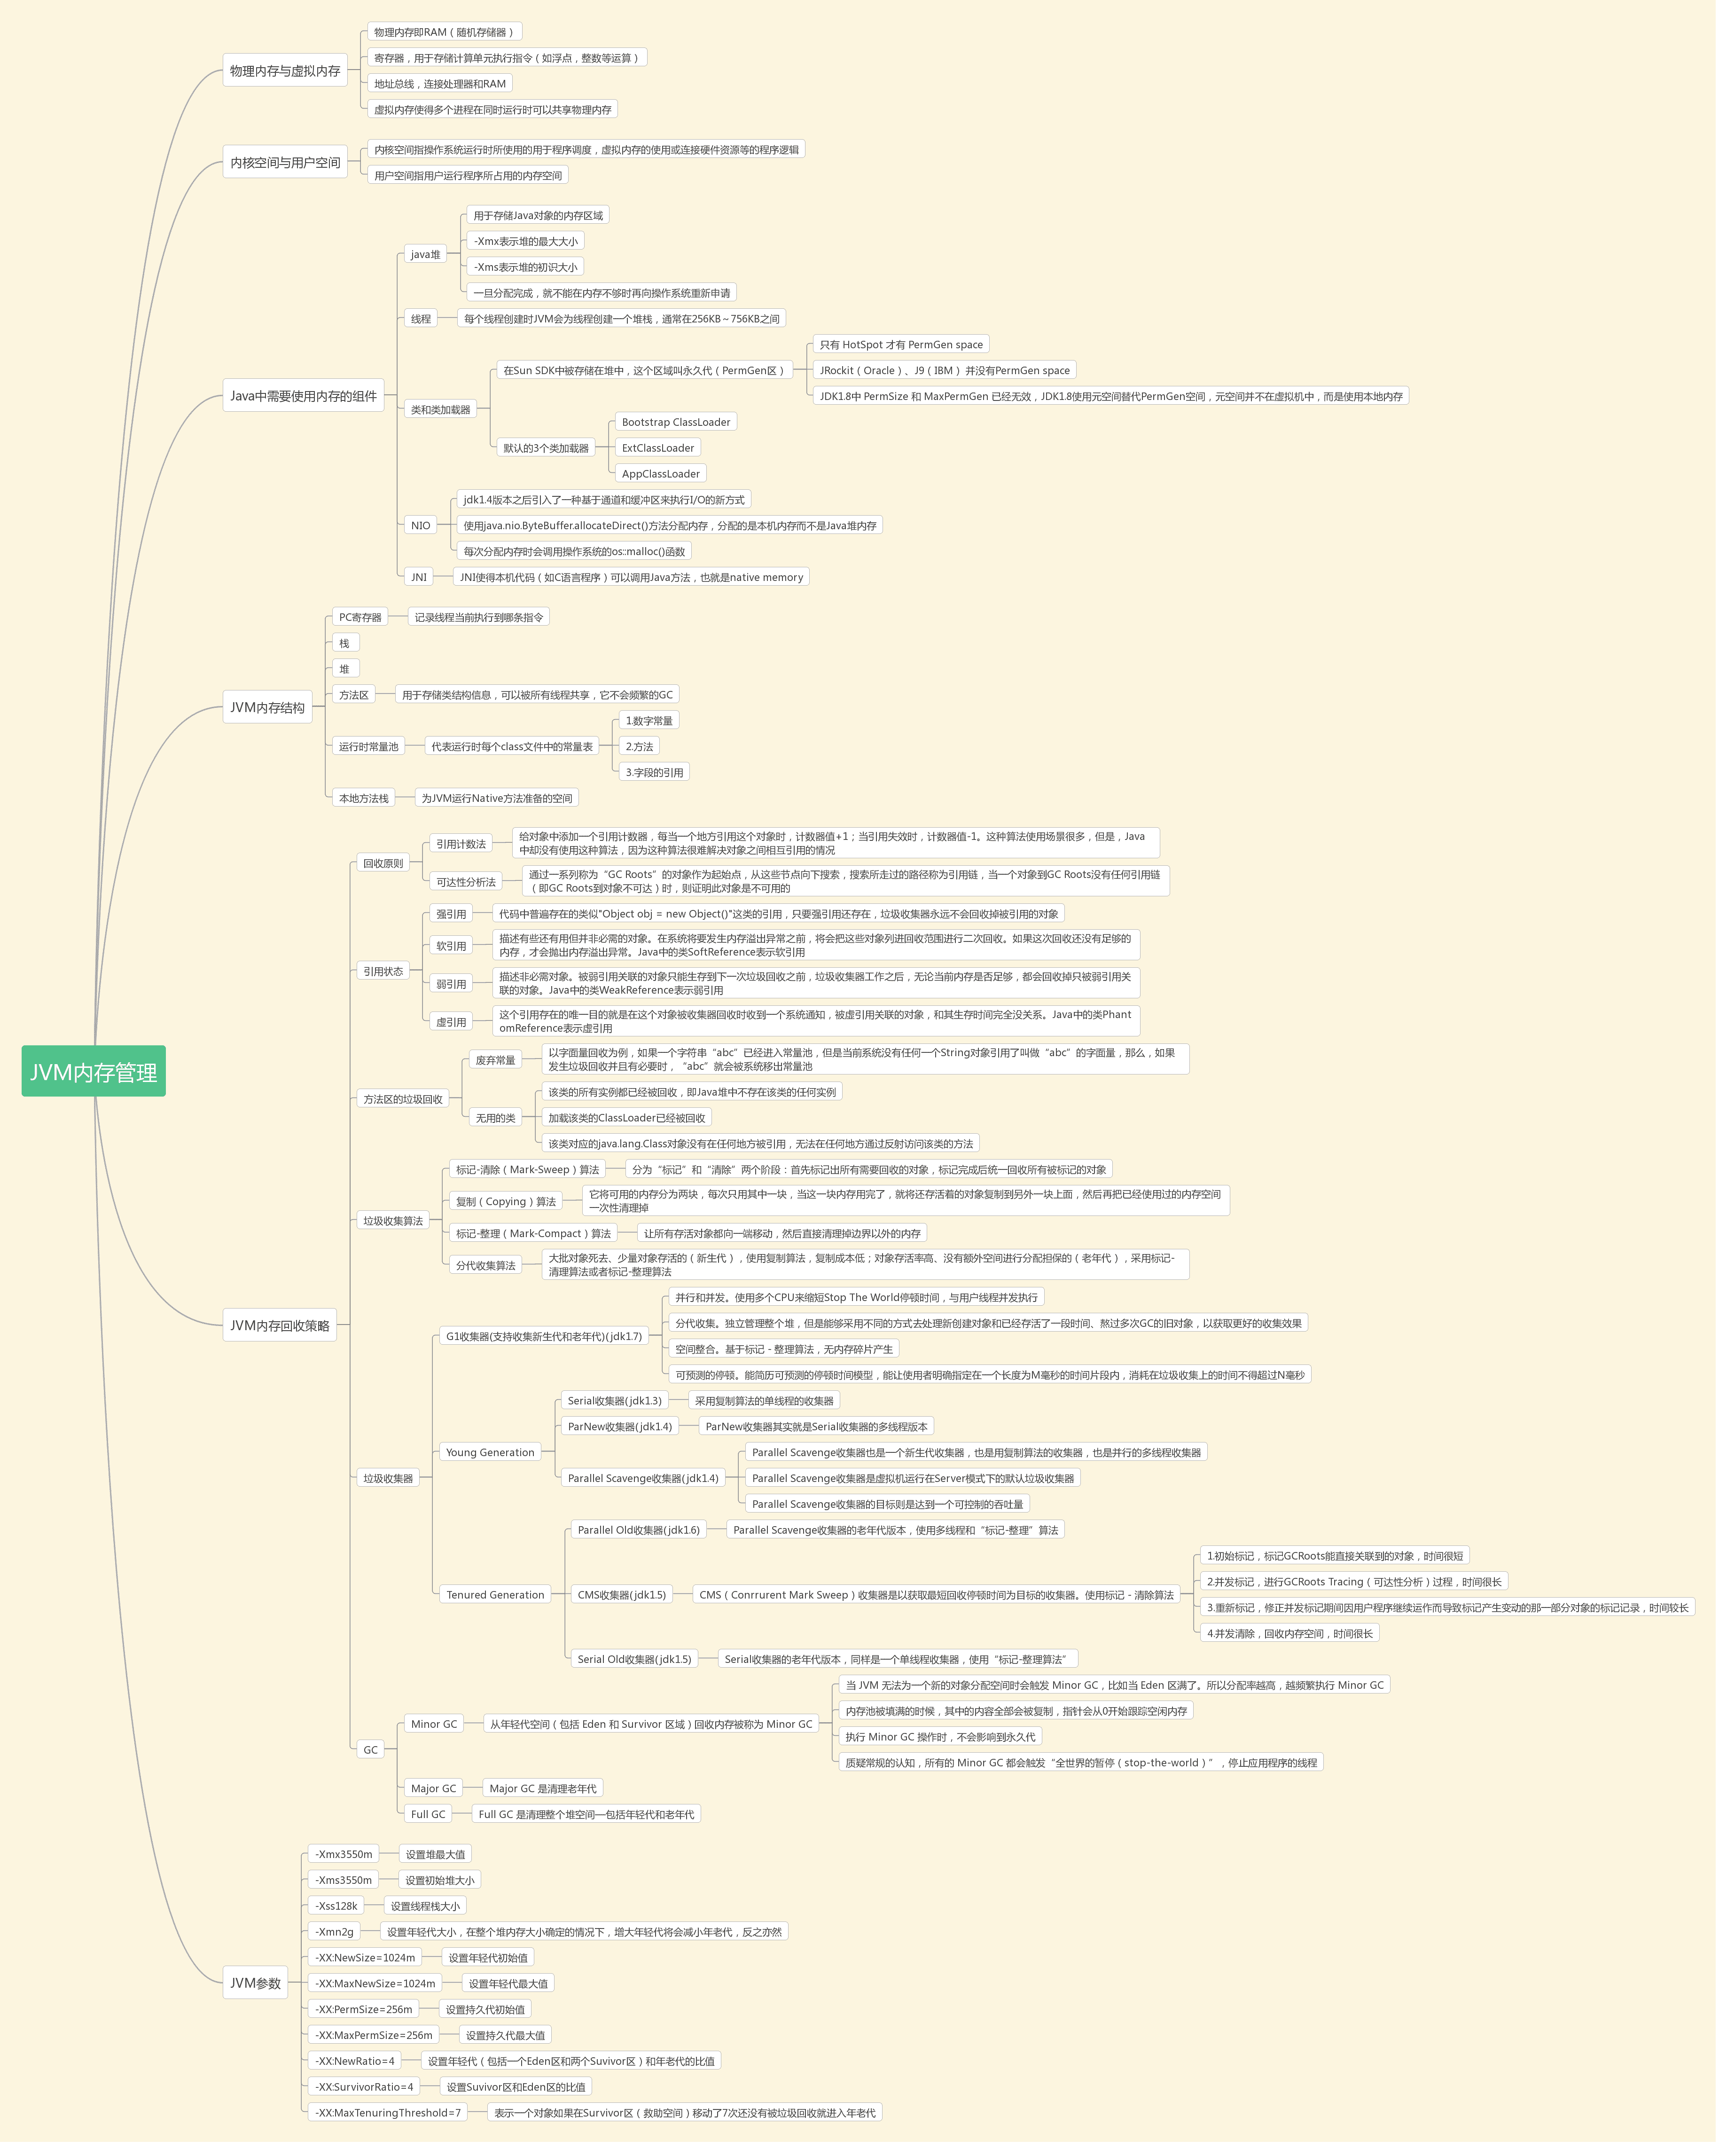 JVM内存管理
物理内存与虚拟内存
物理内存即RAM（随机存储器）
寄存器，用于存储计算单元执行指令（如浮点，整数等运算）
地址总线，连接处理器和RAM
虚拟内存使得多个进程在同时运行时可以共享物理内存
内核空间与用户空间
内核空间指操作系统运行时所使用的用于程序调度，虚拟内存的使用或连接硬件资源等的程序逻辑
用户空间指用户运行程序所占用的内存空间
Java中需要使用内存的组件
java堆
用于存储Java对象的内存区域
-Xmx表示堆的最大大小
-Xms表示堆的初识大小
一旦分配完成，就不能在内存不够时再向操作系统重新申请
线程
每个线程创建时JVM会为线程创建一个堆栈，通常在256KB～756KB之间
类和类加载器
在Sun SDK中被存储在堆中，这个区域叫永久代（PermGen区）
只有 HotSpot 才有 PermGen space
JRockit（Oracle）、J9（IBM） 并没有PermGen space
JDK1.8中 PermSize 和 MaxPermGen 已经无效，JDK1.8使用元空间替代PermGen空间，元空间并不在虚拟机中，而是使用本地内存
默认的3个类加载器
Bootstrap ClassLoader
ExtClassLoader
AppClassLoader
NIO
jdk1.4版本之后引入了一种基于通道和缓冲区来执行I/O的新方式
使用java.nio.ByteBuffer.allocateDirect()方法分配内存，分配的是本机内存而不是Java堆内存
每次分配内存时会调用操作系统的os::malloc()函数
JNI
JNI使得本机代码（如C语言程序）可以调用Java方法，也就是native memory
JVM内存结构
PC寄存器
记录线程当前执行到哪条指令
栈
堆
方法区
用于存储类结构信息，可以被所有线程共享，它不会频繁的GC
运行时常量池
代表运行时每个class文件中的常量表
1.数字常量
2.方法
3.字段的引用
本地方法栈
为JVM运行Native方法准备的空间
JVM内存回收策略
回收原则
引用计数法
给对象中添加一个引用计数器，每当一个地方引用这个对象时，计数器值+1；当引用失效时，计数器值-1。这种算法使用场景很多，但是，Java
中却没有使用这种算法，因为这种算法很难解决对象之间相互引用的情况
可达性分析法
通过一系列称为“GC Roots”的对象作为起始点，从这些节点向下搜索，搜索所走过的路径称为引用链，当一个对象到GC Roots没有任何引用链
（即GC Roots到对象不可达）时，则证明此对象是不可用的
引用状态
强引用
代码中普遍存在的类似"Object obj = new Object()"这类的引用，只要强引用还存在，垃圾收集器永远不会回收掉被引用的对象
软引用
描述有些还有用但并非必需的对象。在系统将要发生内存溢出异常之前，将会把这些对象列进回收范围进行二次回收。如果这次回收还没有足够的
内存，才会抛出内存溢出异常。Java中的类SoftReference表示软引用
弱引用
描述非必需对象。被弱引用关联的对象只能生存到下一次垃圾回收之前，垃圾收集器工作之后，无论当前内存是否足够，都会回收掉只被弱引用关
联的对象。Java中的类WeakReference表示弱引用
虚引用
这个引用存在的唯一目的就是在这个对象被收集器回收时收到一个系统通知，被虚引用关联的对象，和其生存时间完全没关系。Java中的类Phant
omReference表示虚引用
方法区的垃圾回收
废弃常量
以字面量回收为例，如果一个字符串“abc”已经进入常量池，但是当前系统没有任何一个String对象引用了叫做“abc”的字面量，那么，如果
发生垃圾回收并且有必要时，“abc”就会被系统移出常量池
无用的类
该类的所有实例都已经被回收，即Java堆中不存在该类的任何实例
加载该类的ClassLoader已经被回收
该类对应的java.lang.Class对象没有在任何地方被引用，无法在任何地方通过反射访问该类的方法
垃圾收集算法
标记-清除（Mark-Sweep）算法
分为“标记”和“清除”两个阶段：首先标记出所有需要回收的对象，标记完成后统一回收所有被标记的对象
复制（Copying）算法
它将可用的内存分为两块，每次只用其中一块，当这一块内存用完了，就将还存活着的对象复制到另外一块上面，然后再把已经使用过的内存空间
一次性清理掉
标记-整理（Mark-Compact）算法
让所有存活对象都向一端移动，然后直接清理掉边界以外的内存
分代收集算法
大批对象死去、少量对象存活的（新生代），使用复制算法，复制成本低；对象存活率高、没有额外空间进行分配担保的（老年代），采用标记-
清理算法或者标记-整理算法
垃圾收集器
G1收集器(支持收集新生代和老年代)(jdk1.7)
并行和并发。使用多个CPU来缩短Stop The World停顿时间，与用户线程并发执行
分代收集。独立管理整个堆，但是能够采用不同的方式去处理新创建对象和已经存活了一段时间、熬过多次GC的旧对象，以获取更好的收集效果
空间整合。基于标记 - 整理算法，无内存碎片产生
可预测的停顿。能简历可预测的停顿时间模型，能让使用者明确指定在一个长度为M毫秒的时间片段内，消耗在垃圾收集上的时间不得超过N毫秒
Young Generation
Serial收集器(jdk1.3)
采用复制算法的单线程的收集器
ParNew收集器(jdk1.4)
ParNew收集器其实就是Serial收集器的多线程版本
Parallel Scavenge收集器(jdk1.4)
Parallel Scavenge收集器也是一个新生代收集器，也是用复制算法的收集器，也是并行的多线程收集器
Parallel Scavenge收集器是虚拟机运行在Server模式下的默认垃圾收集器
Parallel Scavenge收集器的目标则是达到一个可控制的吞吐量
Tenured Generation
Parallel Old收集器(jdk1.6)
Parallel Scavenge收集器的老年代版本，使用多线程和“标记-整理”算法
CMS收集器(jdk1.5)
CMS（Conrrurent Mark Sweep）收集器是以获取最短回收停顿时间为目标的收集器。使用标记 - 清除算法
1.初始标记，标记GCRoots能直接关联到的对象，时间很短
2.并发标记，进行GCRoots Tracing（可达性分析）过程，时间很长
3.重新标记，修正并发标记期间因用户程序继续运作而导致标记产生变动的那一部分对象的标记记录，时间较长
4.并发清除，回收内存空间，时间很长
Serial Old收集器(jdk1.5)
Serial收集器的老年代版本，同样是一个单线程收集器，使用“标记-整理算法”
GC
Minor GC
从年轻代空间（包括 Eden 和 Survivor 区域）回收内存被称为 Minor GC
当 JVM 无法为一个新的对象分配空间时会触发 Minor GC，比如当 Eden 区满了。所以分配率越高，越频繁执行 Minor GC
内存池被填满的时候，其中的内容全部会被复制，指针会从0开始跟踪空闲内存
执行 Minor GC 操作时，不会影响到永久代
质疑常规的认知，所有的 Minor GC 都会触发“全世界的暂停（stop-the-world）”，停止应用程序的线程
Major GC
Major GC 是清理老年代
Full GC
Full GC 是清理整个堆空间—包括年轻代和老年代
JVM参数
-Xmx3550m
设置堆最大值
-Xms3550m
设置初始堆大小
-Xss128k
设置线程栈大小
-Xmn2g
设置年轻代大小，在整个堆内存大小确定的情况下，增大年轻代将会减小年老代，反之亦然
-XX:NewSize=1024m
设置年轻代初始值
-XX:MaxNewSize=1024m
设置年轻代最大值
-XX:PermSize=256m
设置持久代初始值
-XX:MaxPermSize=256m
设置持久代最大值
-XX:NewRatio=4
设置年轻代（包括一个Eden区和两个Suvivor区）和年老代的比值
-XX:SurvivorRatio=4
设置Suvivor区和Eden区的比值
-XX:MaxTenuringThreshold=7
表示一个对象如果在Survivor区（救助空间）移动了7次还没有被垃圾回收就进入年老代